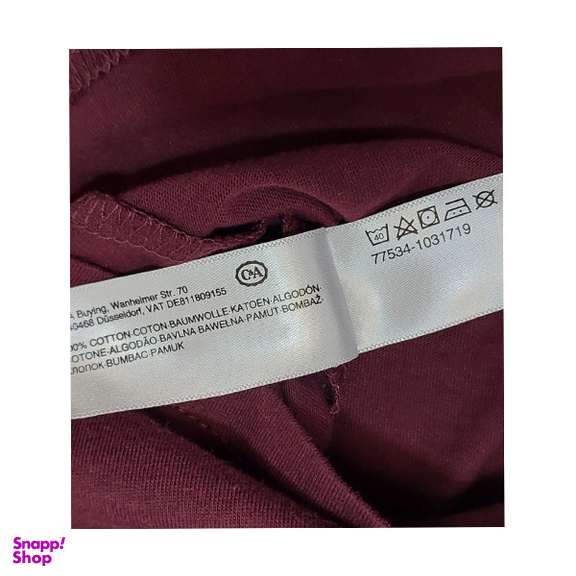 C&A
A Buying, Wanheimer Str. 70
40468 Düsseldorf, VAT DE811809155
00% COTTON·COTON·BAUMWOLLE·KATOEN·ALGODÓN·
COTONE·ALGODÃO·BAVLNA·BAWEŁNA·PAMUT·BOMBAŽ·
ХЛОПОК·BUMBAC·PAMUK
40
77534-1031719
Snapp!
Shop